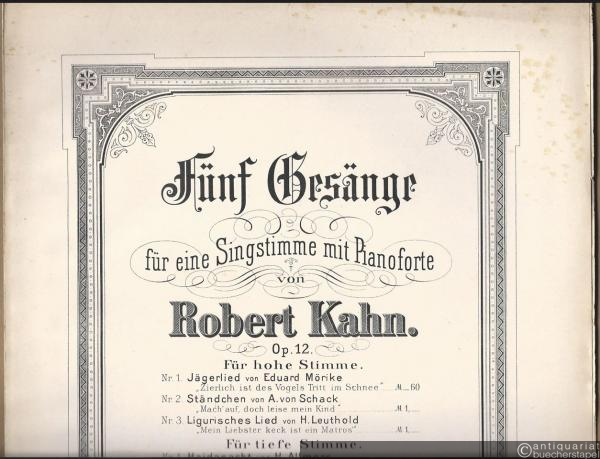 Fünf Gesänge
für eine Singstimme mit Pianoforte
von
Robert Kahn.
Op. 12.
Für hohe Stimme.
Nr. 1. Jägerlied von Eduard Mörike
„Zierlich ist des Vogels Tritt im Schnee“ M _ 60
Nr. 2. Ständchen von A. von Schack
„Mach' auf, doch leise mein Kind“ M 1, _
Nr. 3. Ligurisches Lied von H. Leuthold
„Mein Liebster keck ist ein Matros“ M 1, _
Für tiefe Stimme.
antiquariat
buecherstapel